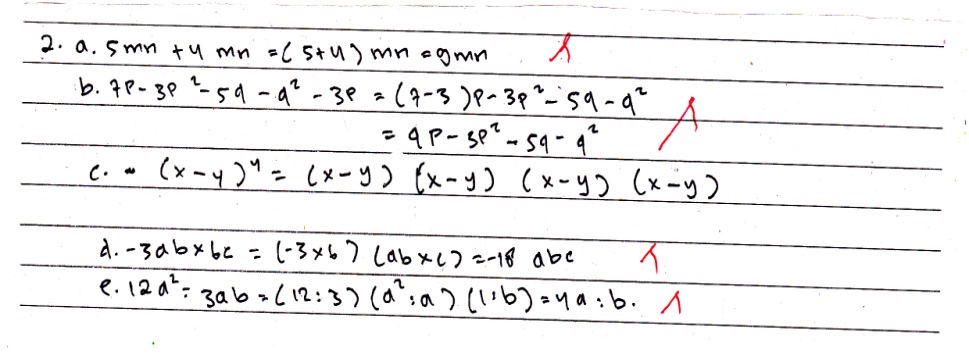 2. a. 5mn + 4 mn = (5+4) mn = 9mn
b. 7p - 3p² - 5q - q² - 3p = (7-3)p - 3p² - 5q - q²
= 4p - 3p² - 5q - q²
c. - (x-y)⁴ = (x-y) (x-y) (x-y) (x-y)
d. -3ab×6c = (-3×6) (ab×c) = -18 abc
e. 12a² : 3ab = (12:3) (a²:a) (1:b) = 4a : b.